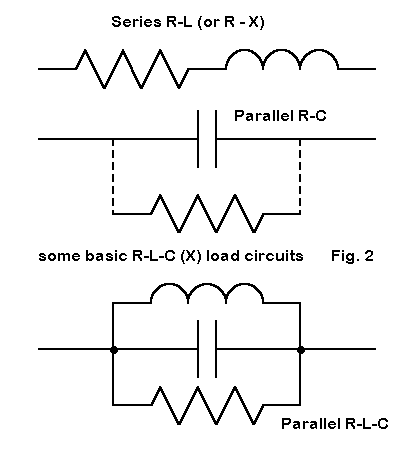 Series R-L (or R - X)
Parallel R-C
some basic R-L-C (X) load circuits Fig. 2
Parallel R-L-C